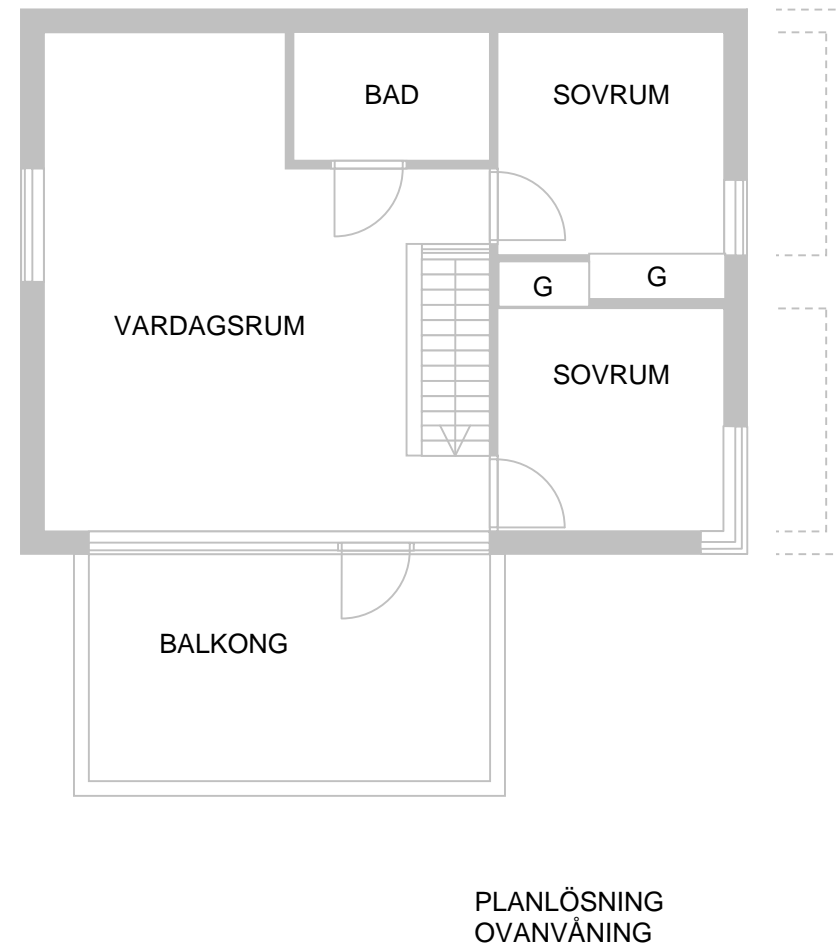 BAD
SOVRUM
G
G
VARDAGSRUM
SOVRUM
BALKONG
PLANLÖSNING
OVANVÅNING